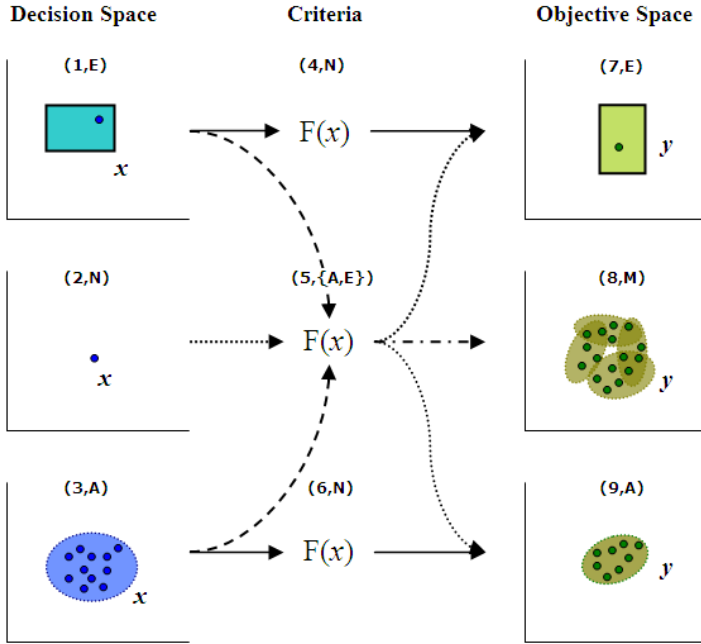 Decision Space Criteria Objective Space
(1,E) (4,N) (7,E)
F(x)
x y
(2,N) (5,{A,E}) (8,M)
F(x)
x y
(3,A) (6,N) (9,A)
F(x)
x y